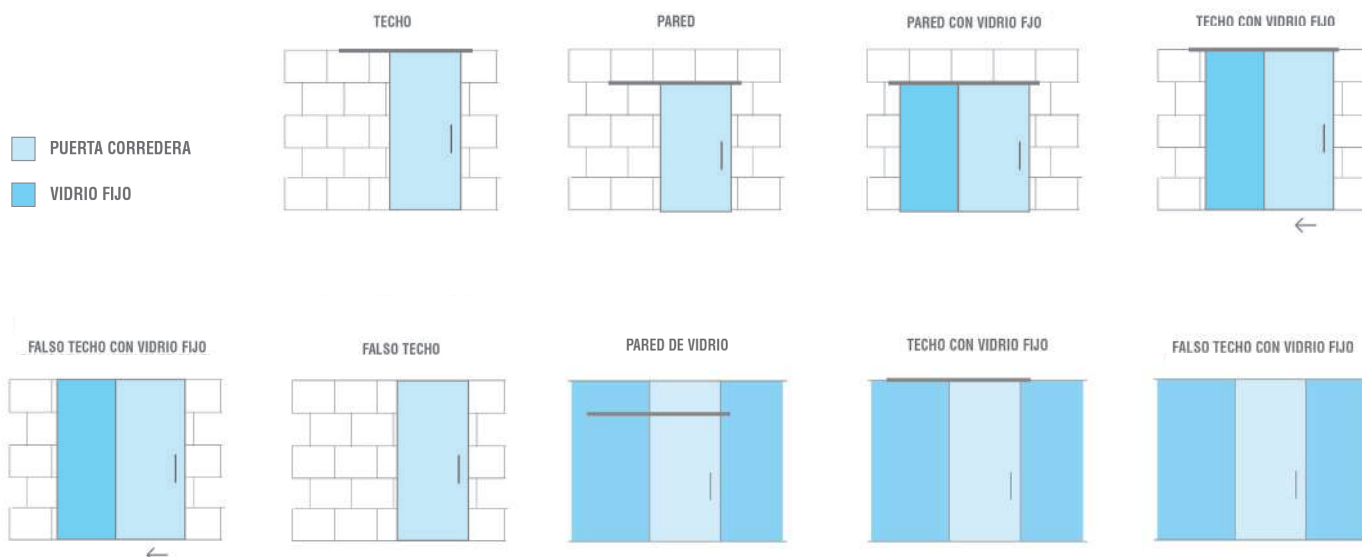 TECHO
PARED
PARED CON VIDRIO FJO
TECHO CON VIDRIO FIJO
PUERTA CORREDERA
VIDRIO FIJO
FALSO TECHO CON VIDRIO FIJO
FALSO TECHO
PARED DE VIDRIO
TECHO CON VIDRIO FIJO
FALSO TECHO CON VIDRIO FIJO